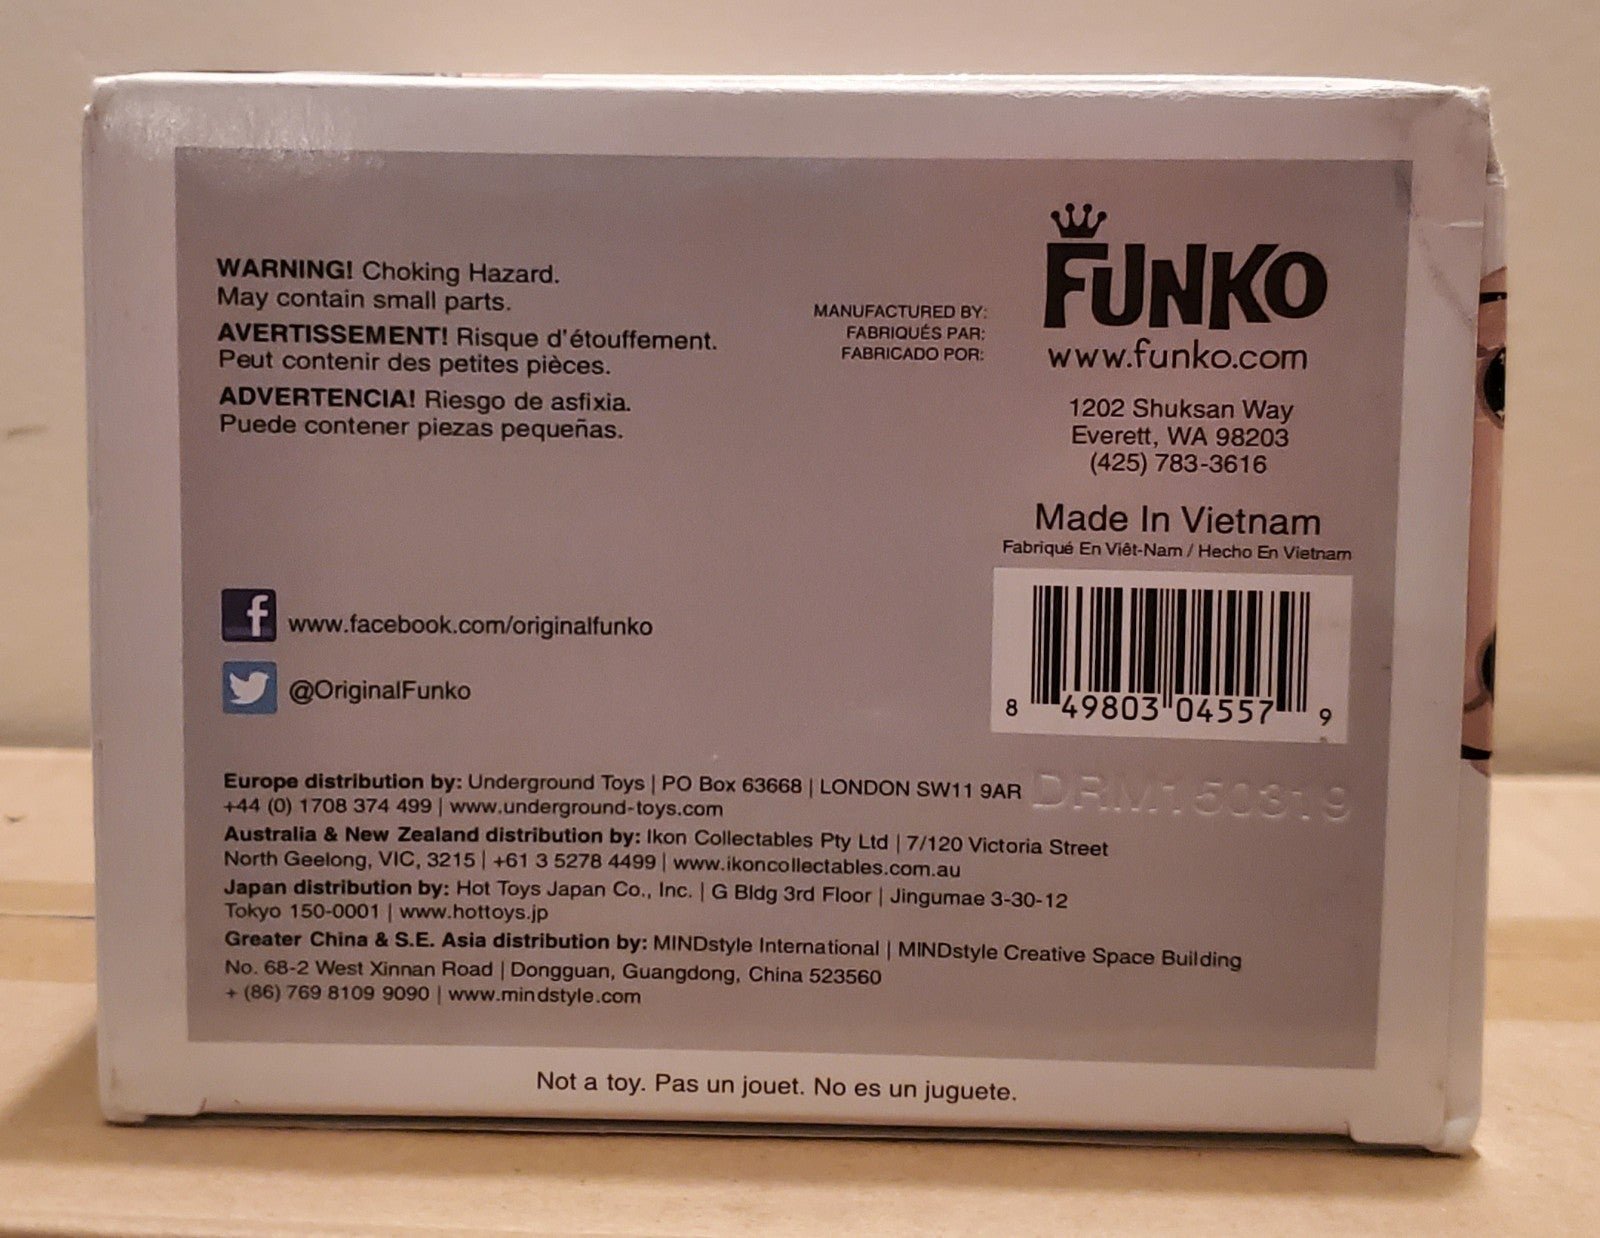 WARNING! Choking Hazard.
May contain small parts.
AVERTISSEMENT! Risque d'étouffement.
Peut contenir des petites pièces.
ADVERTENCIA! Riesgo de asfixia.
Puede contener piezas pequeñas.
MANUFACTURED BY:
FABRIQUÉS PAR:
FABRICADO POR:
FUNKO
www.funko.com
1202 Shuksan Way
Everett, WA 98203
(425) 783-3616
Made In Vietnam
Fabriqué En Viêt-Nam / Hecho En Vietnam
8 49803 04557 9
f www.facebook.com/originalfunko
@OriginalFunko
DRM150319
Europe distribution by: Underground Toys | PO Box 63668 | LONDON SW11 9AR
+44 (0) 1708 374 499 | www.underground-toys.com
Australia & New Zealand distribution by: Ikon Collectables Pty Ltd | 7/120 Victoria Street
North Geelong, VIC, 3215 | +61 3 5278 4499 | www.ikoncollectables.com.au
Japan distribution by: Hot Toys Japan Co., Inc. | G Bldg 3rd Floor | Jingumae 3-30-12
Tokyo 150-0001 | www.hottoys.jp
Greater China & S.E. Asia distribution by: MINDstyle International | MINDstyle Creative Space Building
No. 68-2 West Xinnan Road | Dongguan, Guangdong, China 523560
+ (86) 769 8109 9090 | www.mindstyle.com
Not a toy. Pas un jouet. No es un juguete.